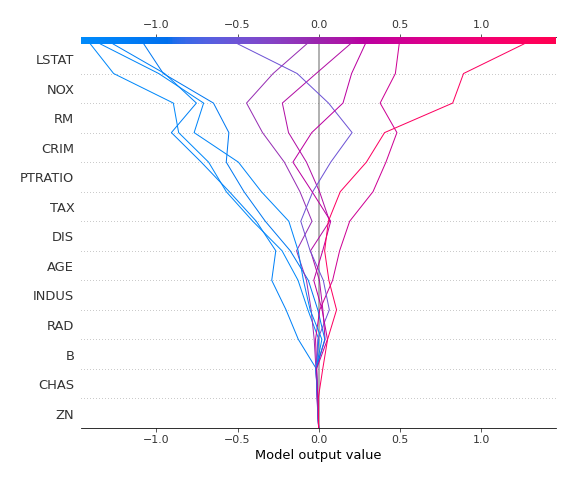 −1.0 −0.5 0.0 0.5 1.0
LSTAT
NOX
RM
CRIM
PTRATIO
TAX
DIS
AGE
INDUS
RAD
B
CHAS
ZN
−1.0 −0.5 0.0 0.5 1.0
Model output value